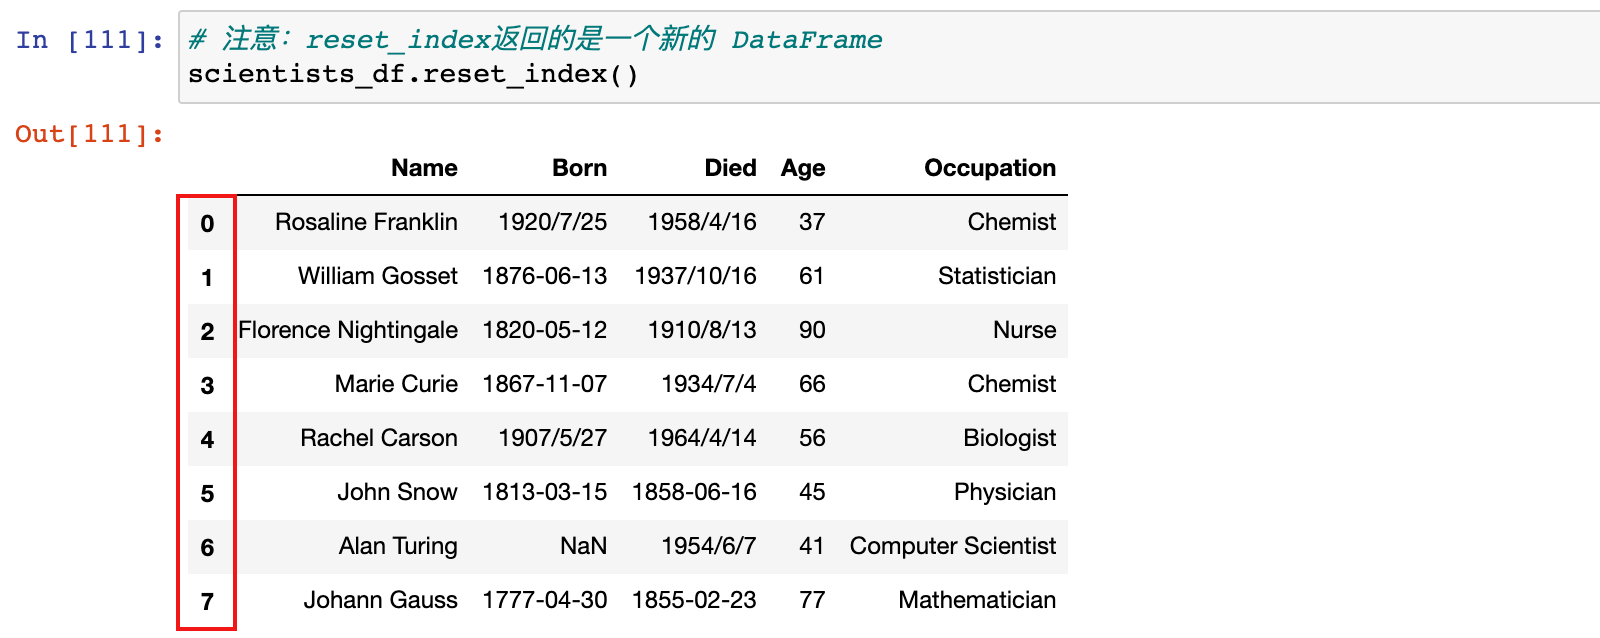 In [111]: # 注意：reset_index返回的是一个新的 DataFrame
scientists_df.reset_index()
Out[111]:
Name Born Died Age Occupation
0 Rosaline Franklin 1920/7/25 1958/4/16 37 Chemist
1 William Gosset 1876-06-13 1937/10/16 61 Statistician
2 Florence Nightingale 1820-05-12 1910/8/13 90 Nurse
3 Marie Curie 1867-11-07 1934/7/4 66 Chemist
4 Rachel Carson 1907/5/27 1964/4/14 56 Biologist
5 John Snow 1813-03-15 1858-06-16 45 Physician
6 Alan Turing NaN 1954/6/7 41 Computer Scientist
7 Johann Gauss 1777-04-30 1855-02-23 77 Mathematician